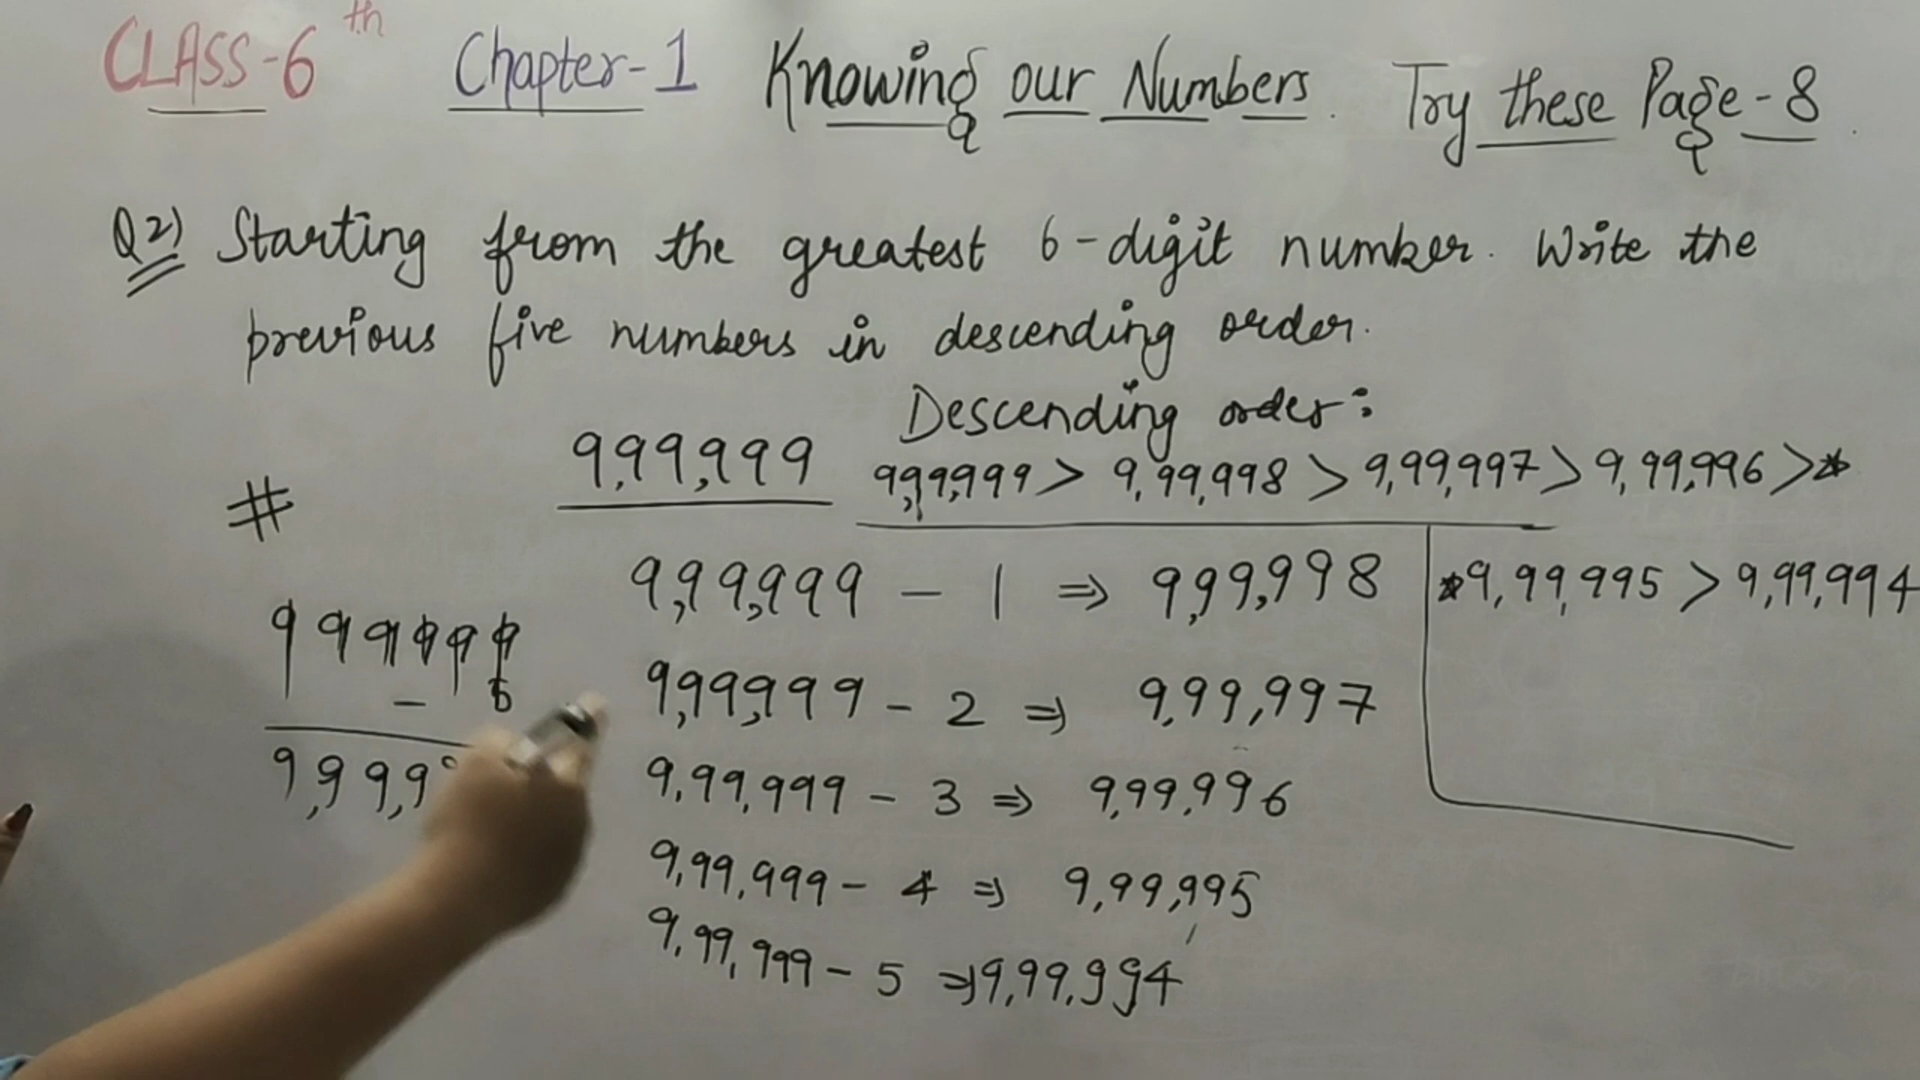 CLASS-6th Chapter-1 Knowing our Numbers. Try these Page-8.
Q2) Starting from the greatest 6-digit number. Write the
previous five numbers in descending order.
Descending order:
9,99,999
9,99,999 > 9,99,998 > 9,99,997 > 9,99,996 > *
#
9,99,999 - 1 ⇒ 9,99,998
* 9,99,995 > 9,99,994
999999
- 5
9,99,9
9,99,999 - 2 ⇒ 9,99,997
9,99,999 - 3 ⇒ 9,99,996
9,99,999 - 4 ⇒ 9,99,995
9,99,999 - 5 ⇒ 9,99,994